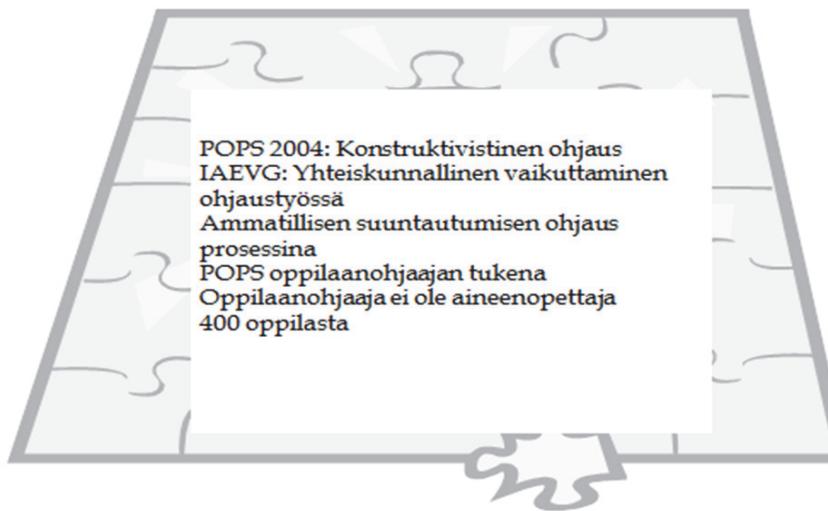 POPS 2004: Konstruktivistinen ohjaus
IAEVG: Yhteiskunnallinen vaikuttaminen
ohjaustyössä
Ammatillisen suuntautumisen ohjaus
prosessina
POPS oppilaanohjaajan tukena
Oppilaanohjaaja ei ole aineenopettaja
400 oppilasta